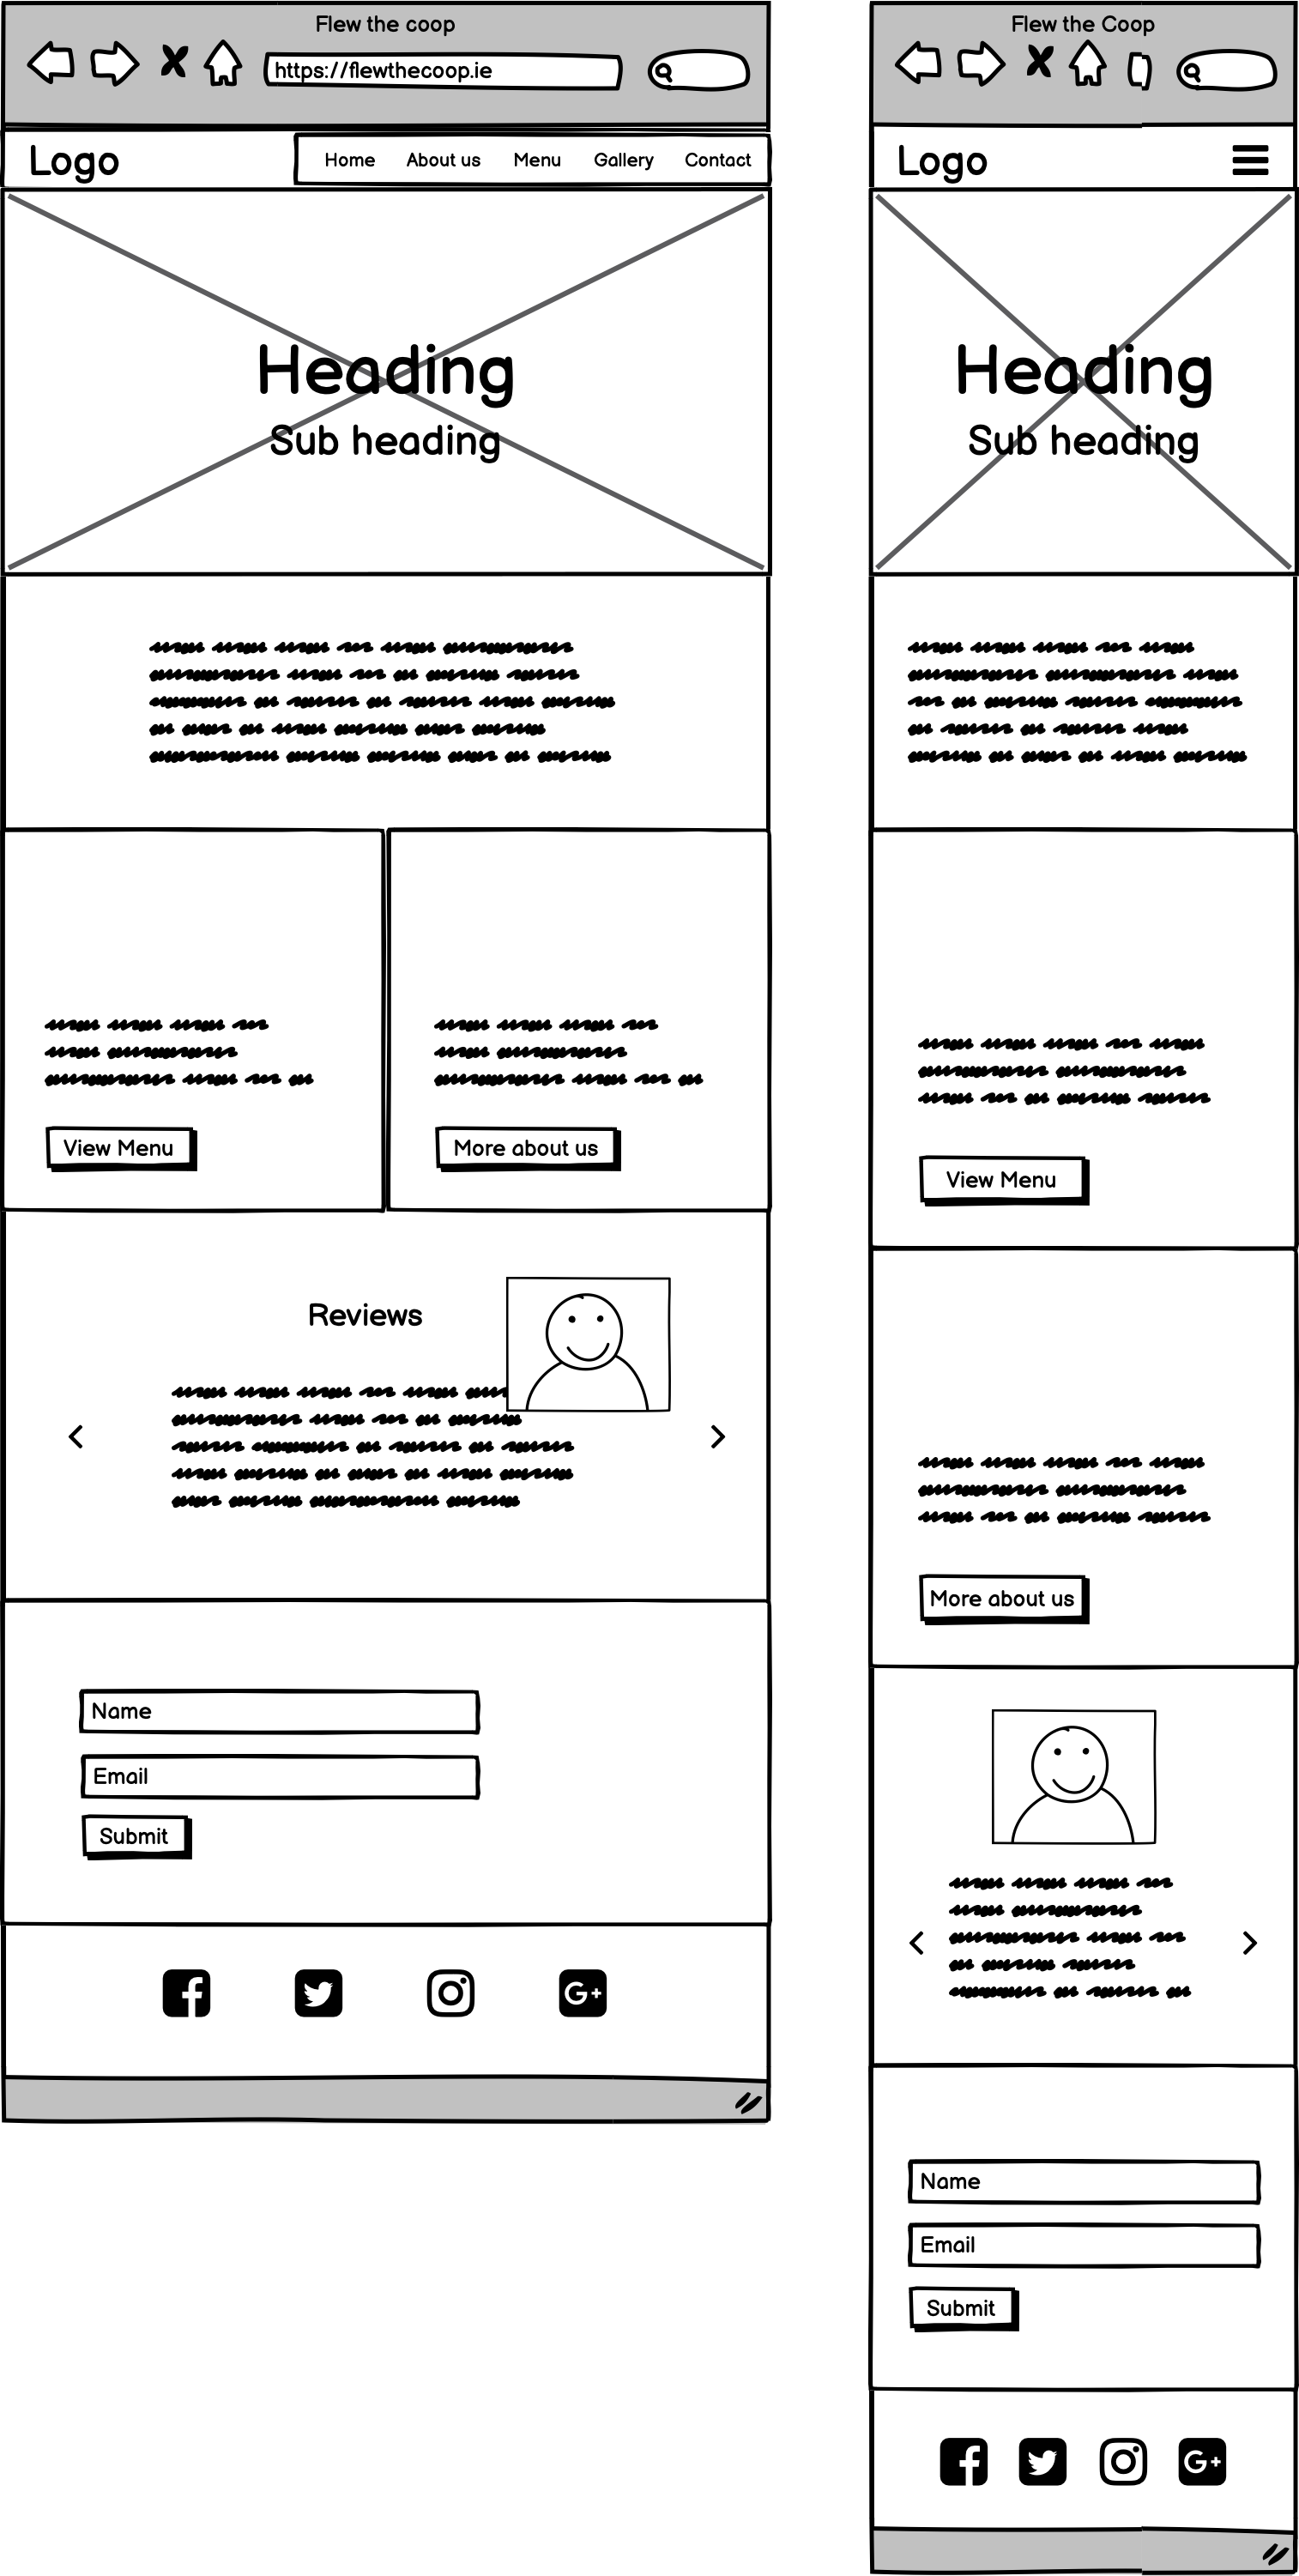 Flew the coop
https://flewthecoop.ie
Logo
Home About us Menu Gallery Contact
Heading
Sub heading
View Menu
More about us
Reviews
Name
Email
Submit
Flew the Coop
Logo
Heading
Sub heading
View Menu
More about us
Name
Email
Submit